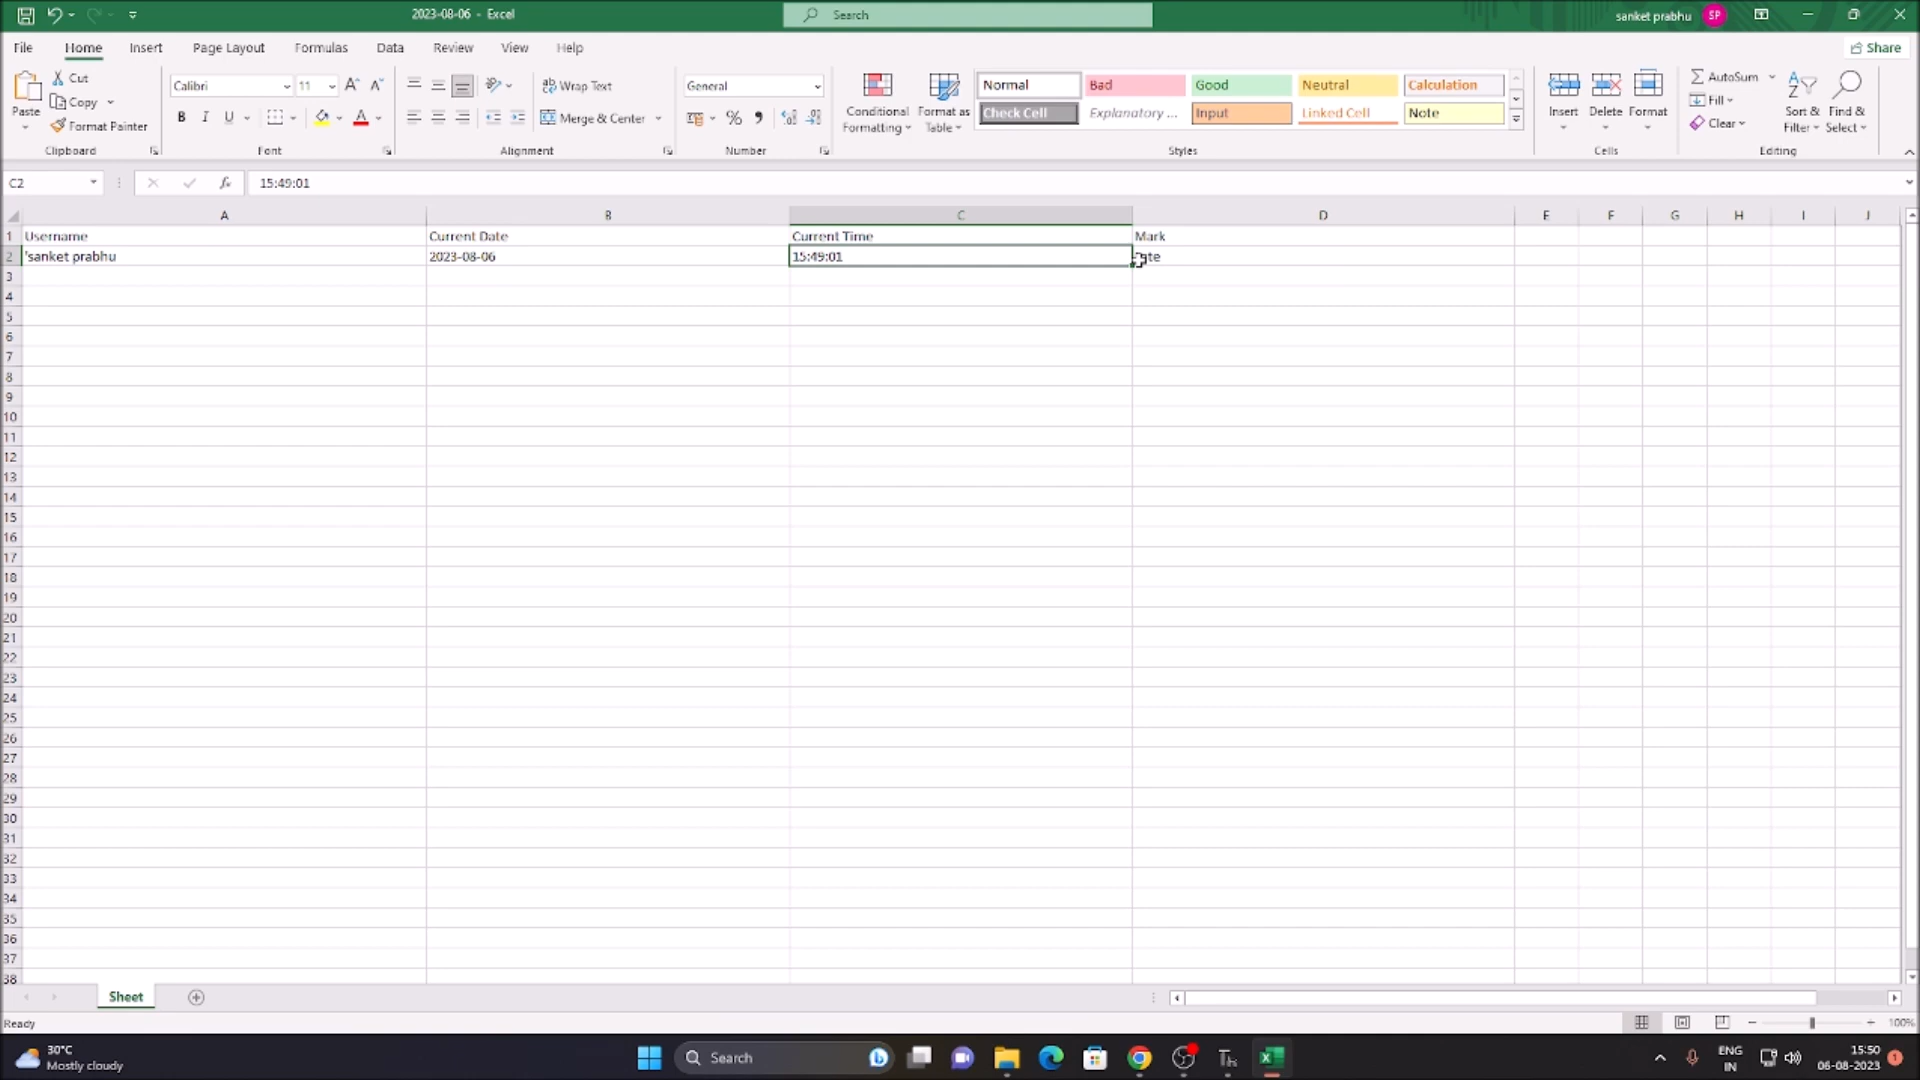 2023-08-06 - Excel
Search
sanket prabhu
SP
File
Home
Insert
Page Layout
Formulas
Data
Review
View
Help
Share
Paste
Cut
Copy
Format Painter
Clipboard
Calibri
11
B I U
Font
Wrap Text
Merge & Center
Alignment
General
Number
Conditional Formatting
Format as Table
Normal
Bad
Good
Neutral
Calculation
Check Cell
Explanatory ...
Input
Linked Cell
Note
Styles
Insert
Delete
Format
Cells
AutoSum
Fill
Clear
Sort & Filter
Find & Select
Editing
C2
fx
15:49:01
A B C D E F G H I J
1 Username Current Date Current Time Mark
2 'sanket prabhu 2023-08-06 15:49:01
3
4
5
6
7
8
9
10
11
12
13
14
15
16
17
18
19
20
21
22
23
24
25
26
27
28
29
30
31
32
33
34
35
36
37
38
Sheet
Ready
100%
30°C
Mostly cloudy
Search
ENG
IN
15:50
06-08-2023
1